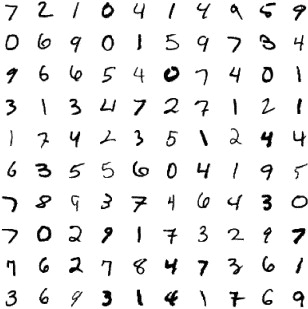 7 2 1 0 4 1 4 9 5 9
0 6 9 0 1 5 9 7 3 4
9 6 6 5 4 0 7 4 0 1
3 1 3 4 7 2 7 1 2 1
1 7 4 2 3 5 1 2 4 4
6 3 5 5 6 0 4 1 9 5
7 8 9 3 7 4 6 4 3 0
7 0 2 9 1 7 3 2 9 7
7 6 2 7 8 4 7 3 6 1
3 6 9 3 1 4 1 7 6 9